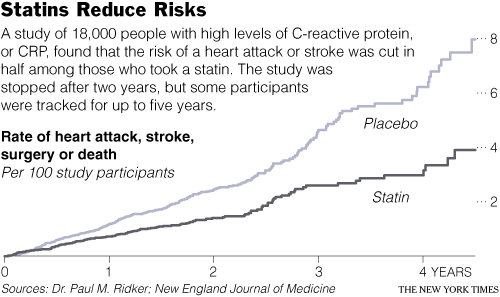 Statins Reduce Risks
A study of 18,000 people with high levels of C-reactive protein,
or CRP, found that the risk of a heart attack or stroke was cut in
half among those who took a statin. The study was
stopped after two years, but some participants
were tracked for up to five years.
Rate of heart attack, stroke,
surgery or death
Per 100 study participants
8
6
Placebo
4
Statin
2
0 1 2 3 4 YEARS
Sources: Dr. Paul M. Ridker; New England Journal of Medicine
THE NEW YORK TIMES